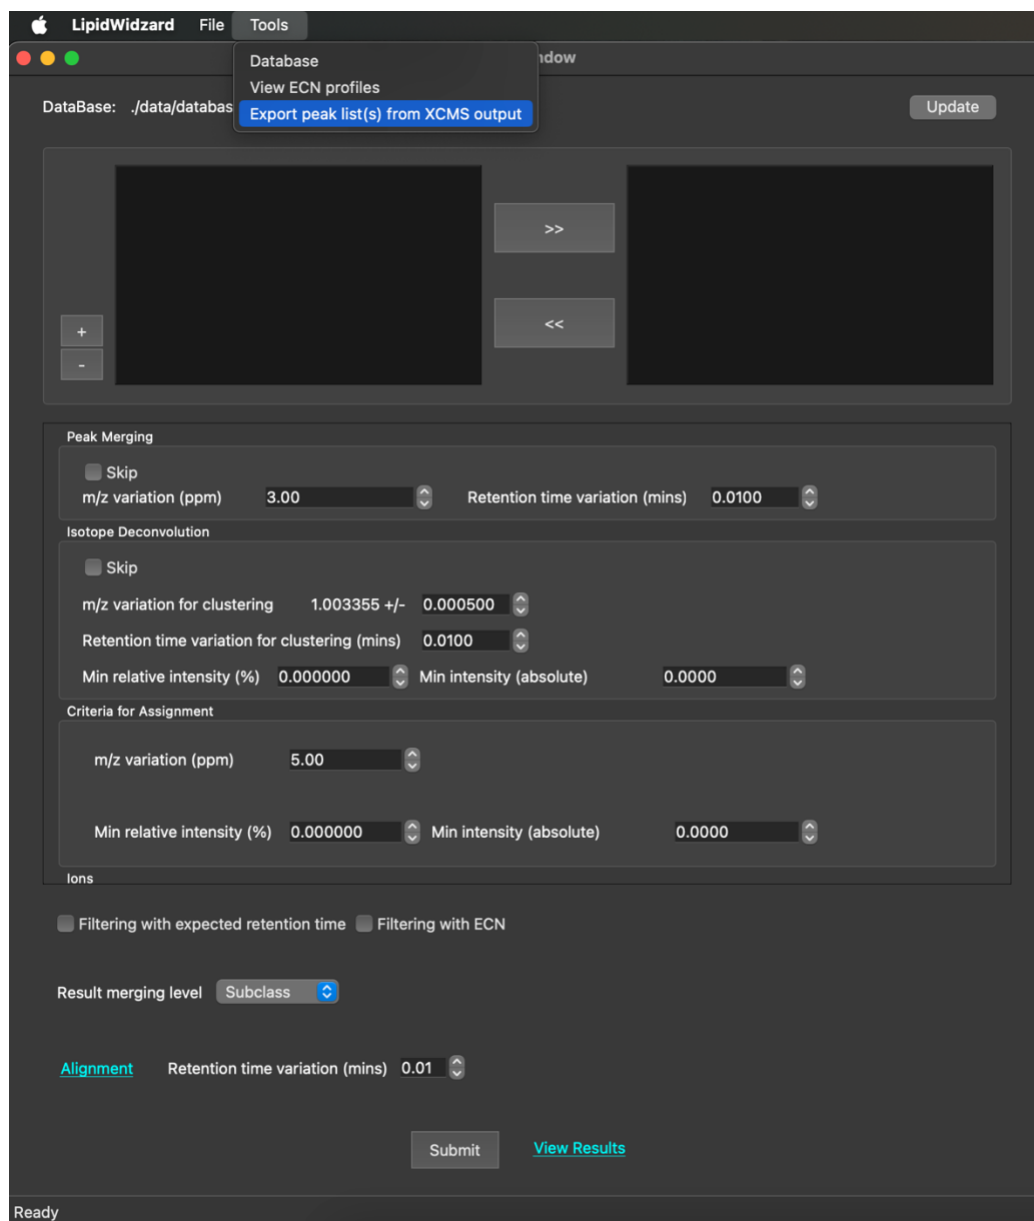 LipidWidzard File Tools
Database
View ECN profiles
Export peak list(s) from XCMS output
DataBase: ./data/databas
Update
>>
<<
+
-
Peak Merging
Skip
m/z variation (ppm) 3.00 Retention time variation (mins) 0.0100
Isotope Deconvolution
Skip
m/z variation for clustering 1.003355 +/- 0.000500
Retention time variation for clustering (mins) 0.0100
Min relative intensity (%) 0.000000 Min intensity (absolute) 0.0000
Criteria for Assignment
m/z variation (ppm) 5.00
Min relative intensity (%) 0.000000 Min intensity (absolute) 0.0000
Ions
Filtering with expected retention time Filtering with ECN
Result merging level Subclass
Alignment Retention time variation (mins) 0.01
Submit View Results
Ready